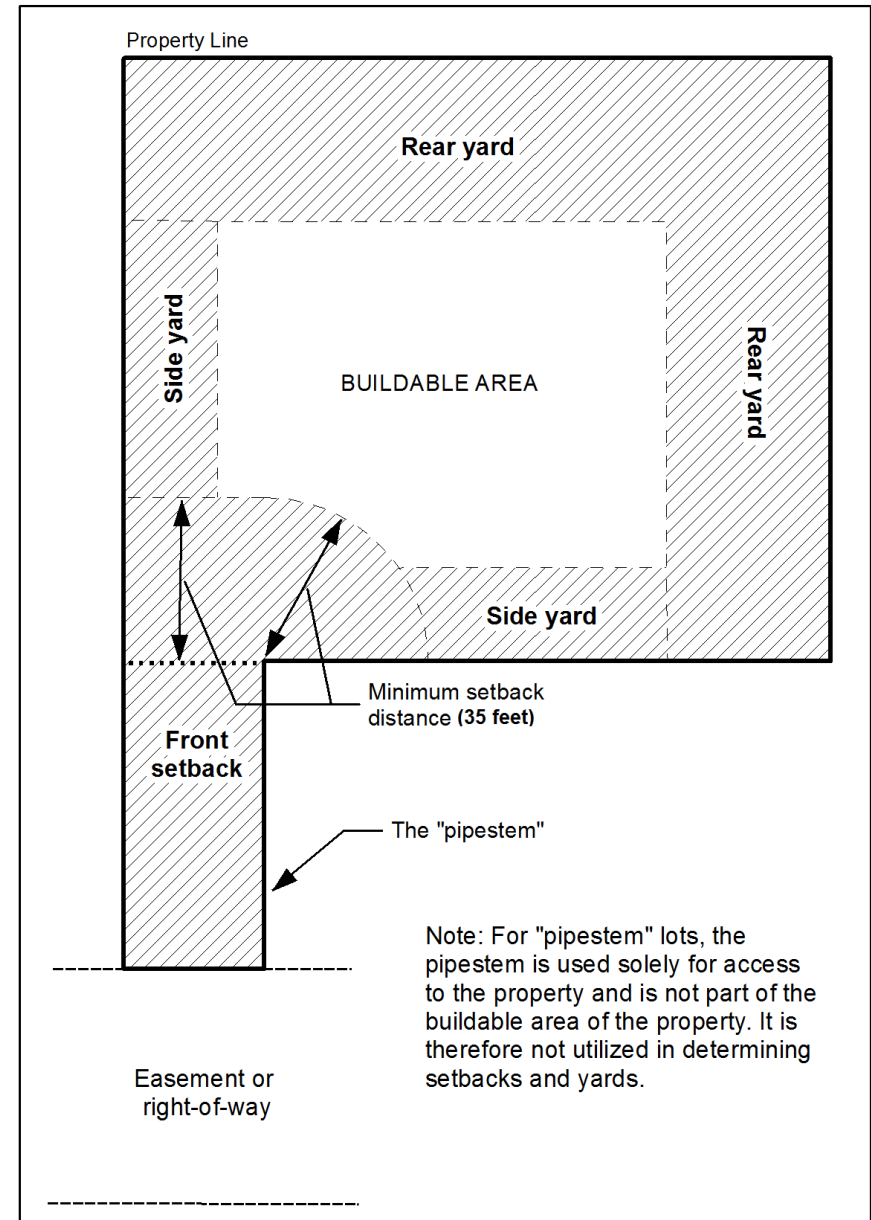 Property Line
Rear yard
Side yard
Rear yard
BUILDABLE AREA
Side yard
Minimum setback
distance (35 feet)
Front
setback
The "pipestem"
Note: For "pipestem" lots, the
pipestem is used solely for access
to the property and is not part of the
buildable area of the property. It is
therefore not utilized in determining
setbacks and yards.
Easement or
right-of-way